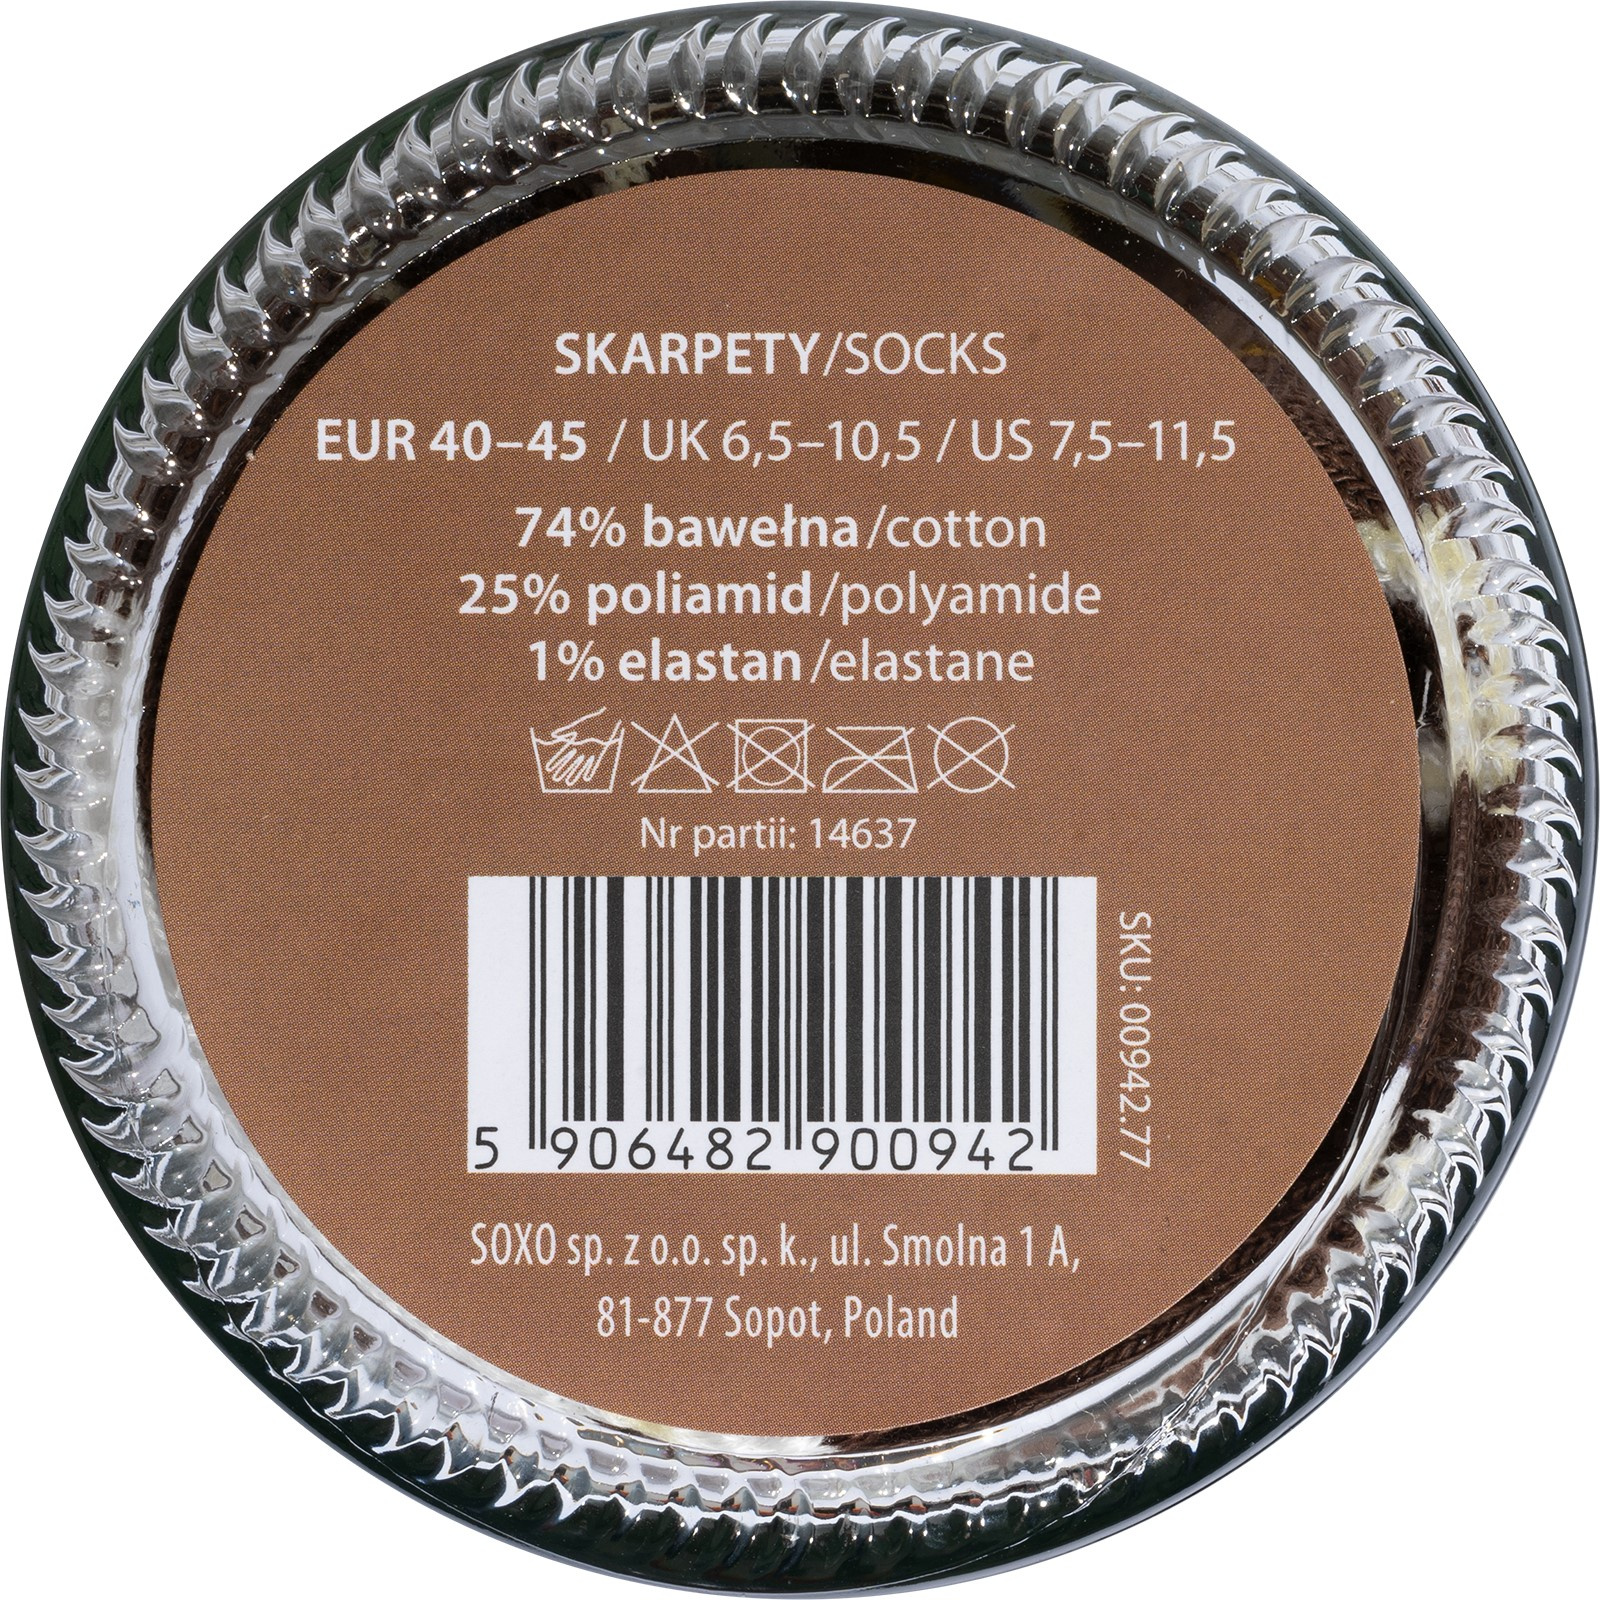 SKARPETY/SOCKS
EUR 40–45 / UK 6,5–10,5 / US 7,5–11,5
74% bawełna/cotton
25% poliamid/polyamide
1% elastan/elastane
Nr partii: 14637
5 906482 900942
SKU: 00942.77
SOXO sp. z o.o. sp. k., ul. Smolna 1 A,
81-877 Sopot, Poland